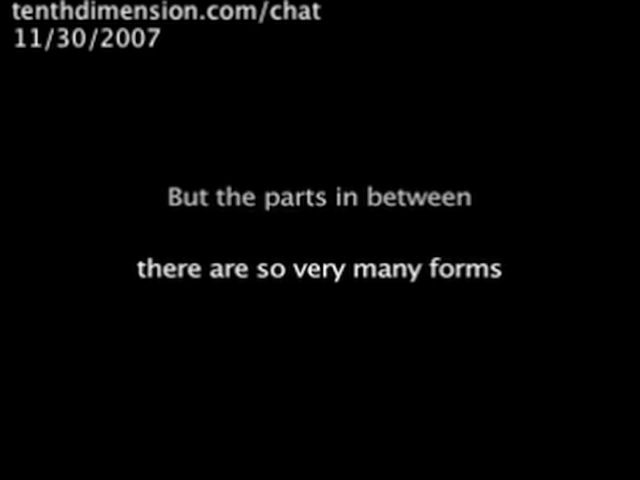 tenthdimension.com/chat
11/30/2007
But the parts in between
there are so very many forms